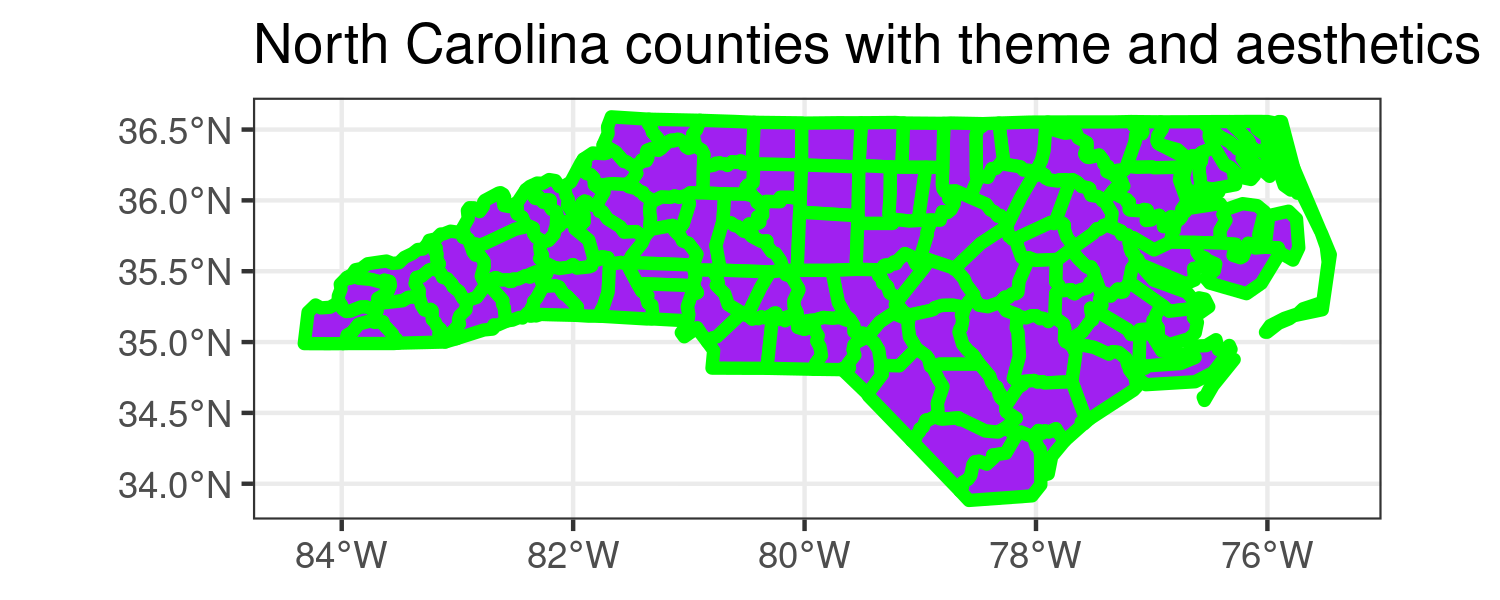 North Carolina counties with theme and aesthetics
36.5°N
36.0°N
35.5°N
35.0°N
34.5°N
34.0°N
84°W 82°W 80°W 78°W 76°W